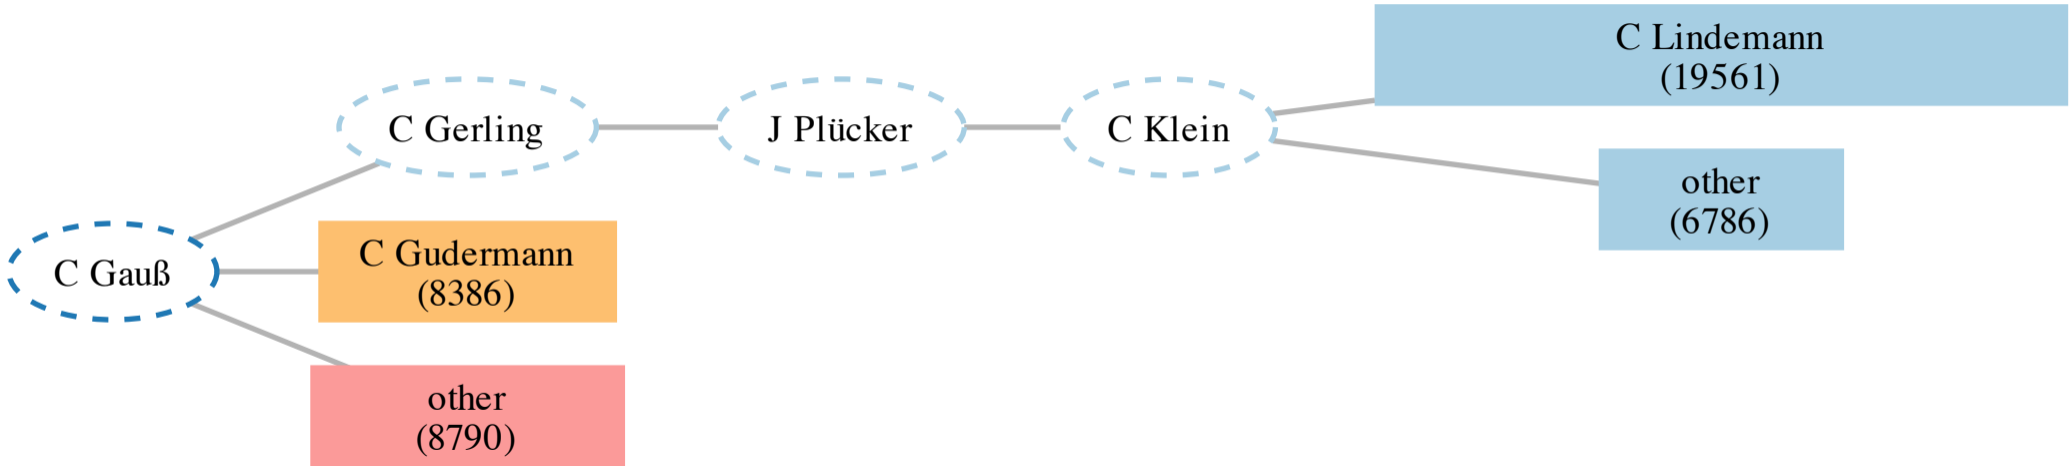 C Lindemann
(19561)
C Gerling
J Plücker
C Klein
other
(6786)
C Gauß
C Gudermann
(8386)
other
(8790)